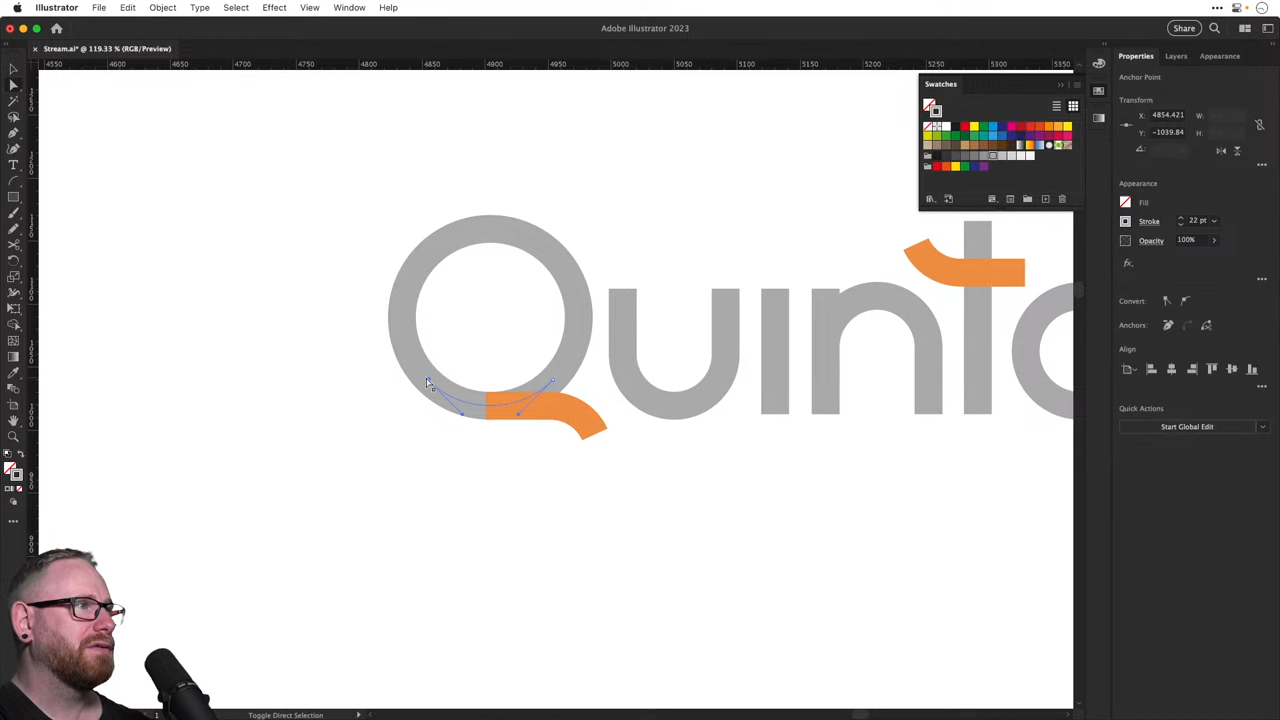 Illustrator File Edit Object Type Select Effect View Window Help
Adobe Illustrator 2023
Share
Stream.ai* @ 119.33 % (RGB/Preview)
4550 4600 4650 4700 4750 4800 4850 4900 4950 5000 5050 5100 5150 5200 5250 5300 5350
Swatches
Properties Layers Appearance
Anchor Point
Transform
X: 4854.421 W:
Y: -1039.84 H:
Appearance
Fill
Stroke 22 pt
Opacity 100%
Convert:
Anchors:
Align
Quick Actions
Start Global Edit
Quint
1 Toggle Direct Selection